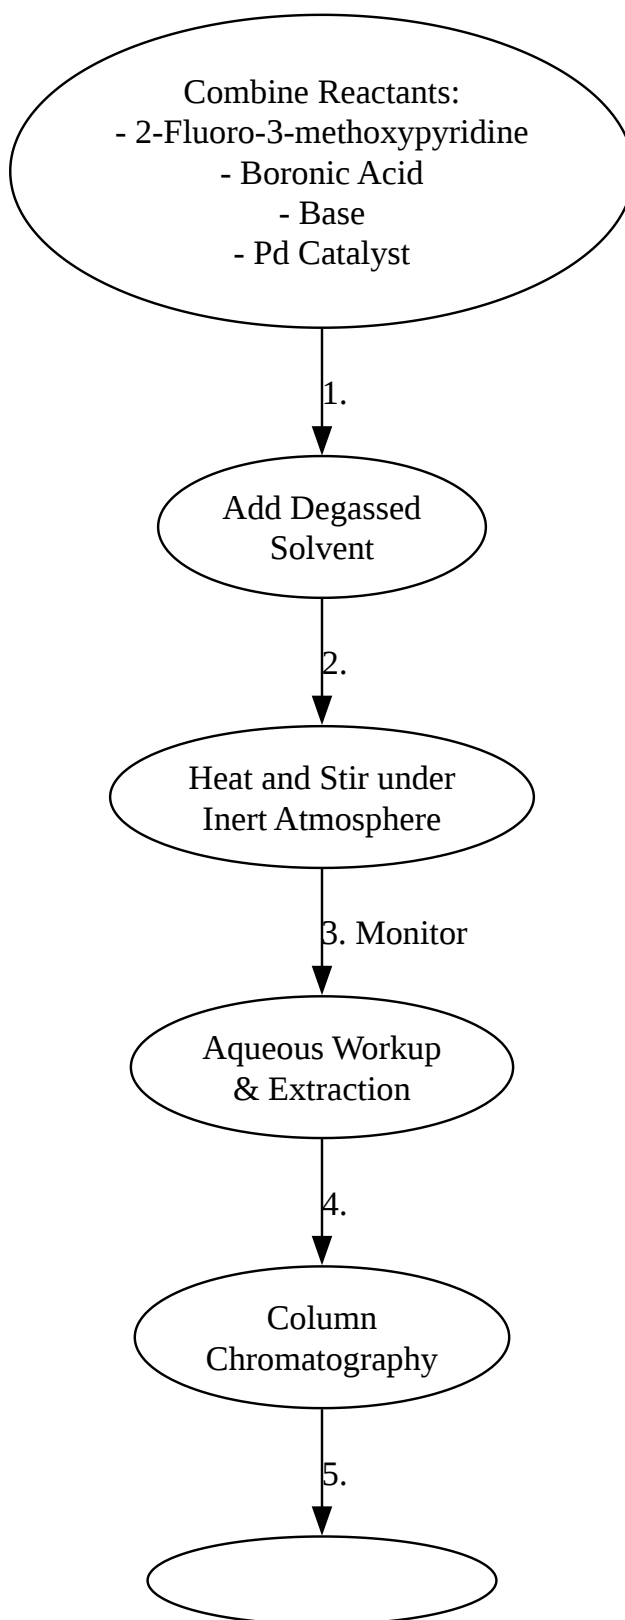 Combine Reactants:
- 2-Fluoro-3-methoxypyridine
- Boronic Acid
- Base
- Pd Catalyst
1.
Add Degassed
Solvent
2.
Heat and Stir under
Inert Atmosphere
3. Monitor
Aqueous Workup
& Extraction
4.
Column
Chromatography
5.